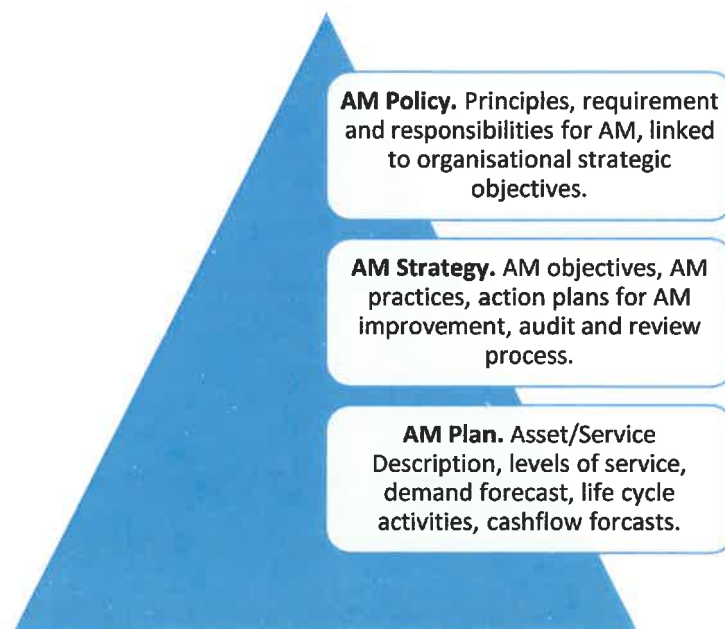 AM Policy. Principles, requirement
and responsibilities for AM, linked
to organisational strategic
objectives.
AM Strategy. AM objectives, AM
practices, action plans for AM
improvement, audit and review
process.
AM Plan. Asset/Service
Description, levels of service,
demand forecast, life cycle
activities, cashflow forcasts.